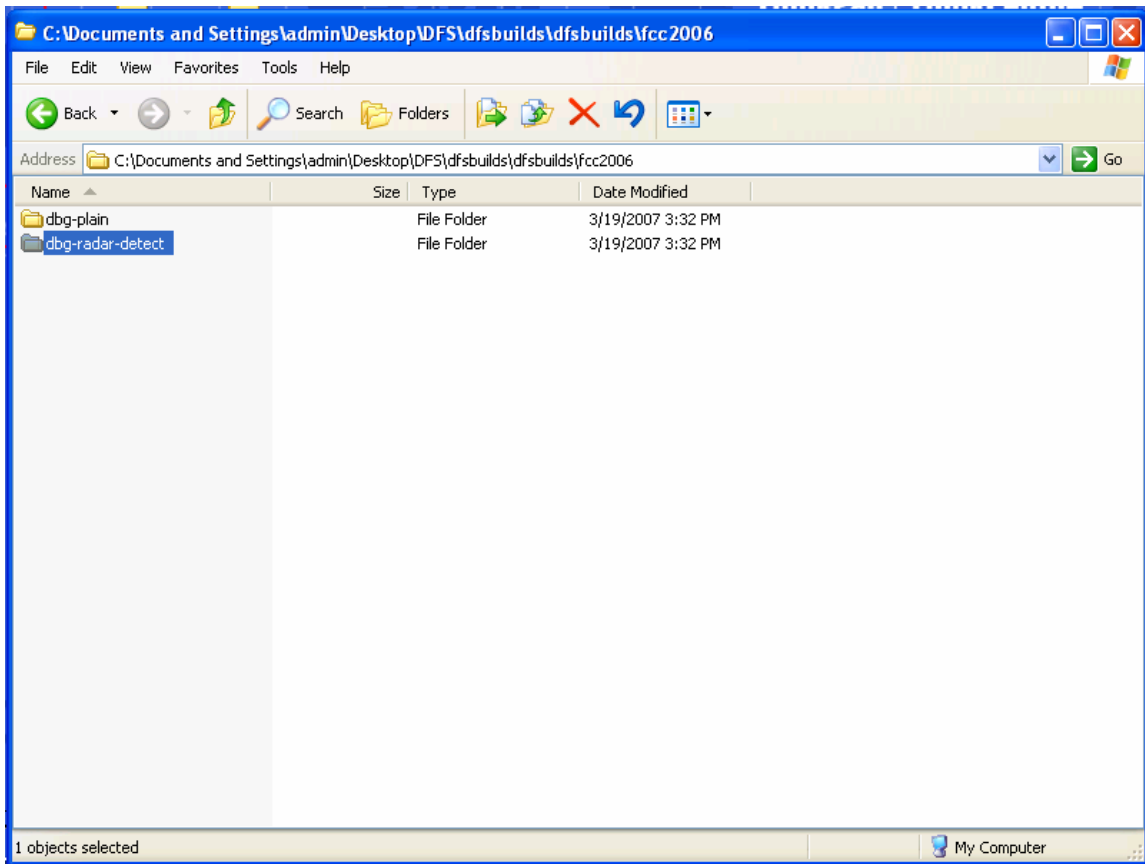 C:\Documents and Settings\admin\Desktop\DFS\dfsbuilds\dfsbuilds\fcc2006
File Edit View Favorites Tools Help
Back Search Folders
Address C:\Documents and Settings\admin\Desktop\DFS\dfsbuilds\dfsbuilds\fcc2006 Go
Name Size Type Date Modified
dbg-plain File Folder 3/19/2007 3:32 PM
dbg-radar-detect File Folder 3/19/2007 3:32 PM
1 objects selected My Computer